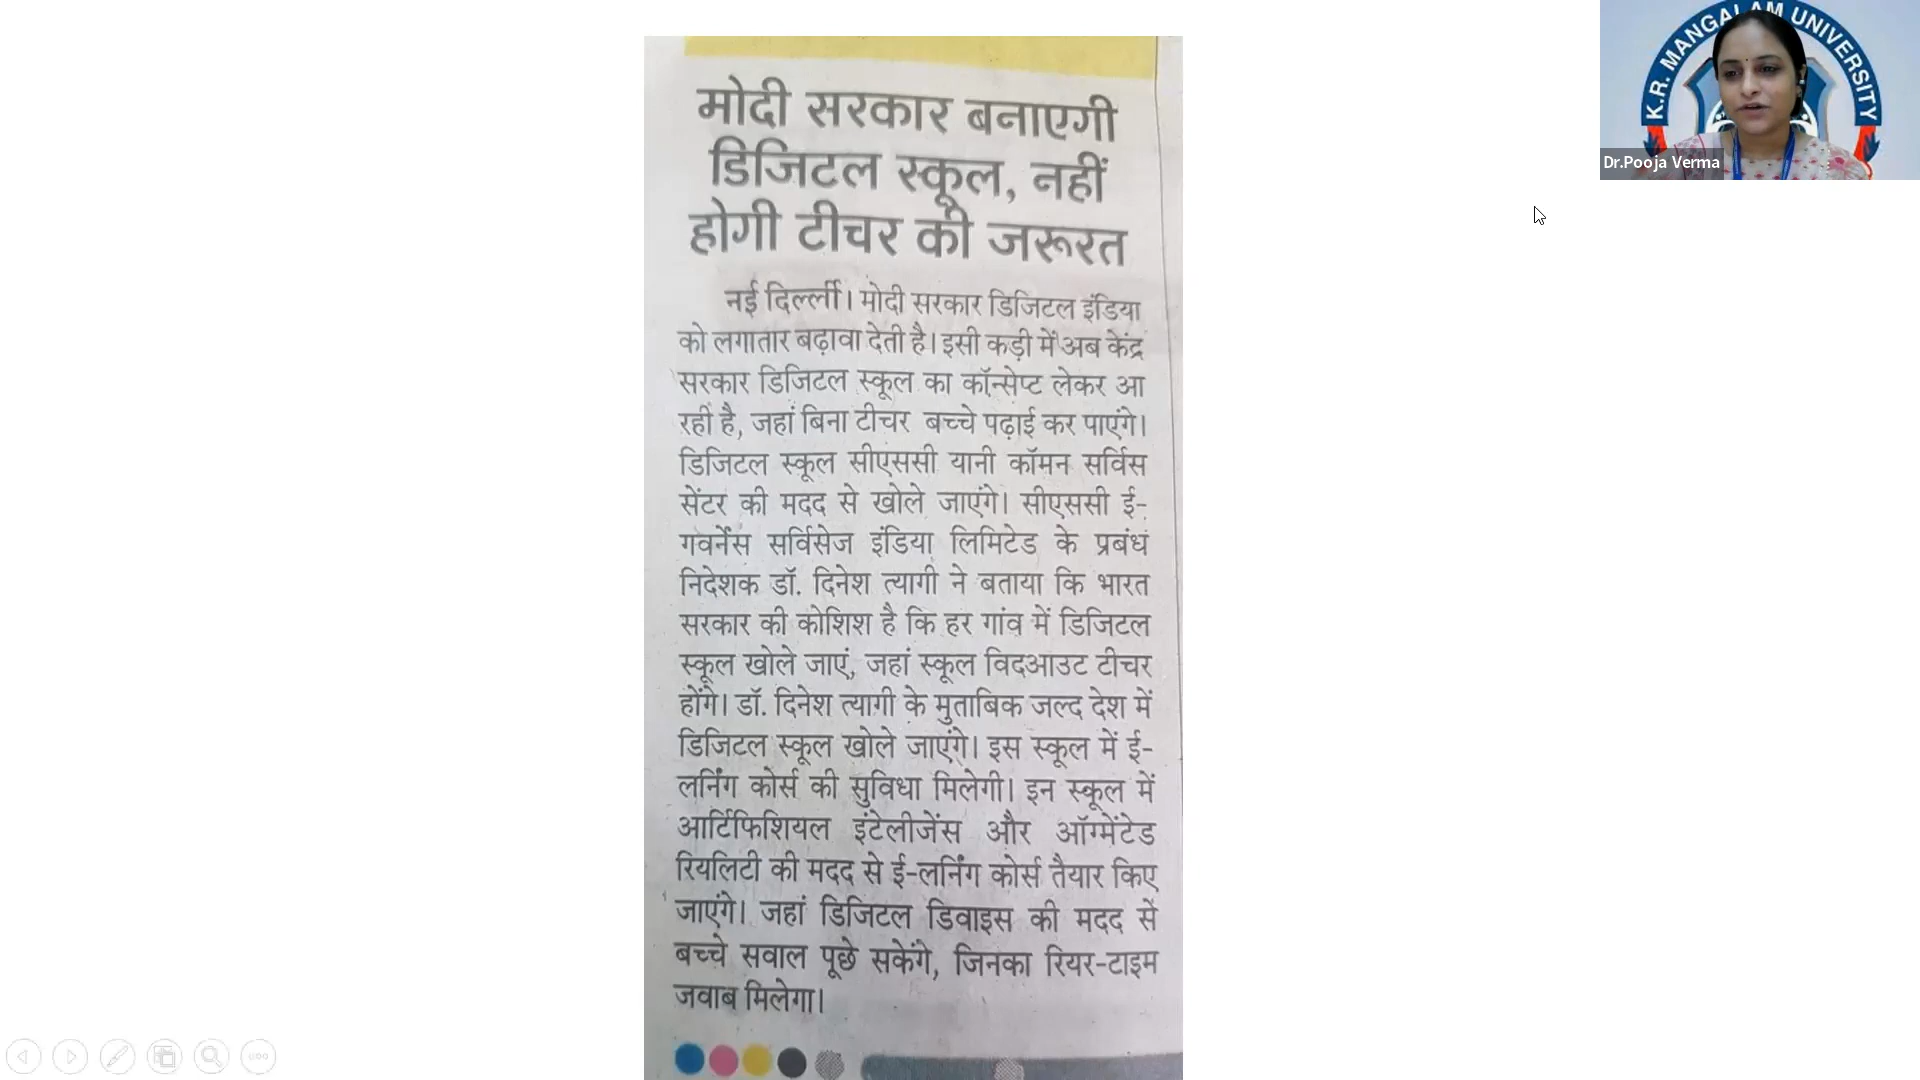 मोदी सरकार बनाएगी
डिजिटल स्कूल, नहीं
होगी टीचर की जरूरत
नई दिर्ल्ली। मोदी सरकार डिजिटल इंडिया
को लगातार बढ़ावा देती है। इसी कड़ी में अब केंद्र
सरकार डिजिटल स्कूल का कॉन्सेप्ट लेकर आ
रही है, जहां बिना टीचर बच्चे पढ़ाई कर पाएंगे।
डिजिटल स्कूल सीएससी यानी कॉमन सर्विस
सेंटर की मदद से खोले जाएंगे। सीएससी ई-
गवर्नेंस सर्विसेज इंडिया लिमिटेड के प्रबंध
निदेशक डॉ. दिनेश त्यागी ने बताया कि भारत
सरकार की कोशिश है कि हर गांव में डिजिटल
स्कूल खोले जाएं, जहां स्कूल विदआउट टीचर
होंगे। डॉ. दिनेश त्यागी के मुताबिक जल्द देश में
डिजिटल स्कूल खोले जाएंगे। इस स्कूल में ई-
लर्निंग कोर्स की सुविधा मिलेगी। इन स्कूल में
आर्टिफिशियल इंटेलीजेंस और ऑग्मेंटेड
रियलिटी की मदद से ई-लर्निंग कोर्स तैयार किए
जाएंगे। जहां डिजिटल डिवाइस की मदद से
बच्चे सवाल पूछे सकेंगे, जिनका रियर-टाइम
जवाब मिलेगा।
K.R. MANGALAM UNIVERSITY
Dr.Pooja Verma